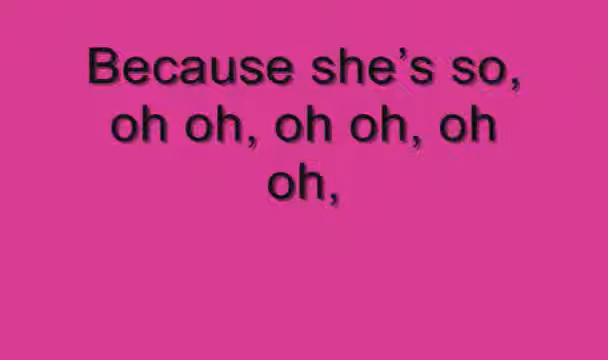 Because she’s so,
oh oh, oh oh, oh
oh,